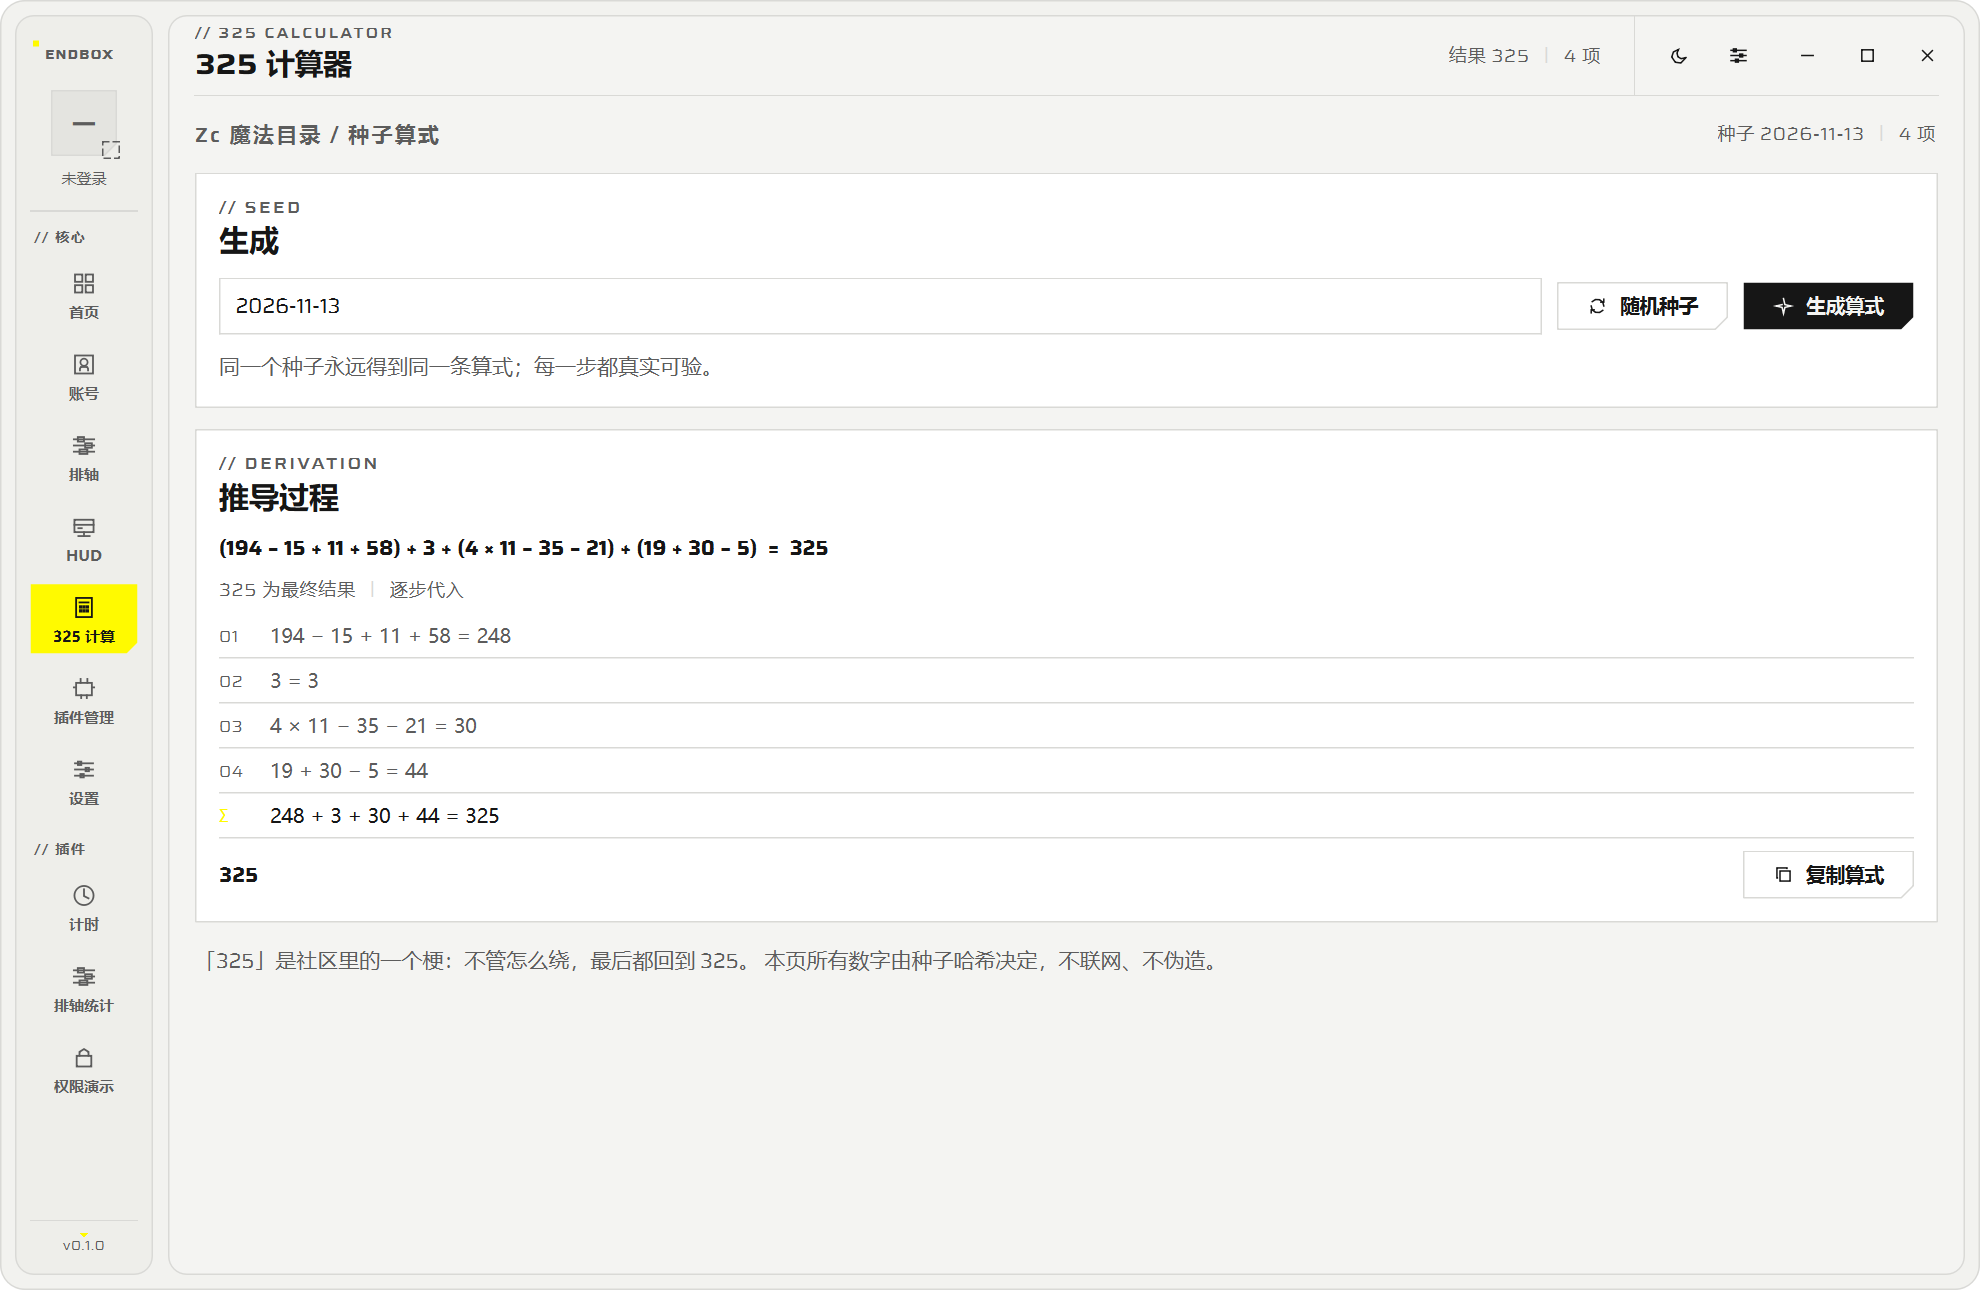 ENDBOX
未登录
// 核心
首页
账号
排轴
HUD
325 计算
插件管理
设置
// 插件
计时
排轴统计
权限演示
v0.1.0
// 325 CALCULATOR
325 计算器
结果 325 | 4 项
Zc 魔法目录 / 种子算式
种子 2026-11-13 | 4 项
// SEED
生成
2026-11-13
随机种子
生成算式
同一个种子永远得到同一条算式；每一步都真实可验。
// DERIVATION
推导过程
(194 − 15 + 11 + 58) + 3 + (4 × 11 − 35 − 21) + (19 + 30 − 5) = 325
325 为最终结果 | 逐步代入
01 194 − 15 + 11 + 58 = 248
02 3 = 3
03 4 × 11 − 35 − 21 = 30
04 19 + 30 − 5 = 44
Σ 248 + 3 + 30 + 44 = 325
325
复制算式
「325」是社区里的一个梗：不管怎么绕，最后都回到 325。 本页所有数字由种子哈希决定，不联网、不伪造。